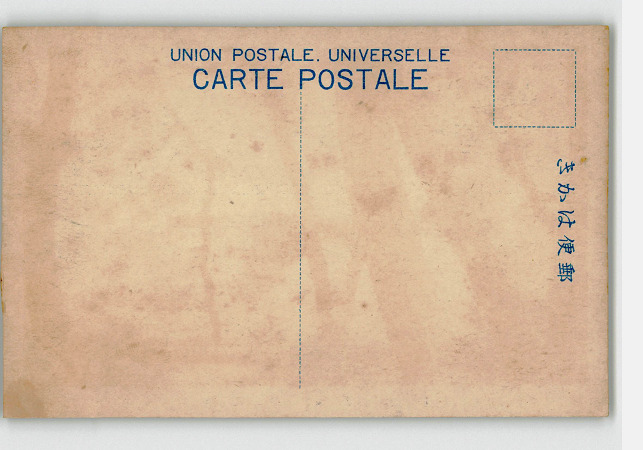 UNION POSTALE. UNIVERSELLE
CARTE POSTALE
きかは便郵